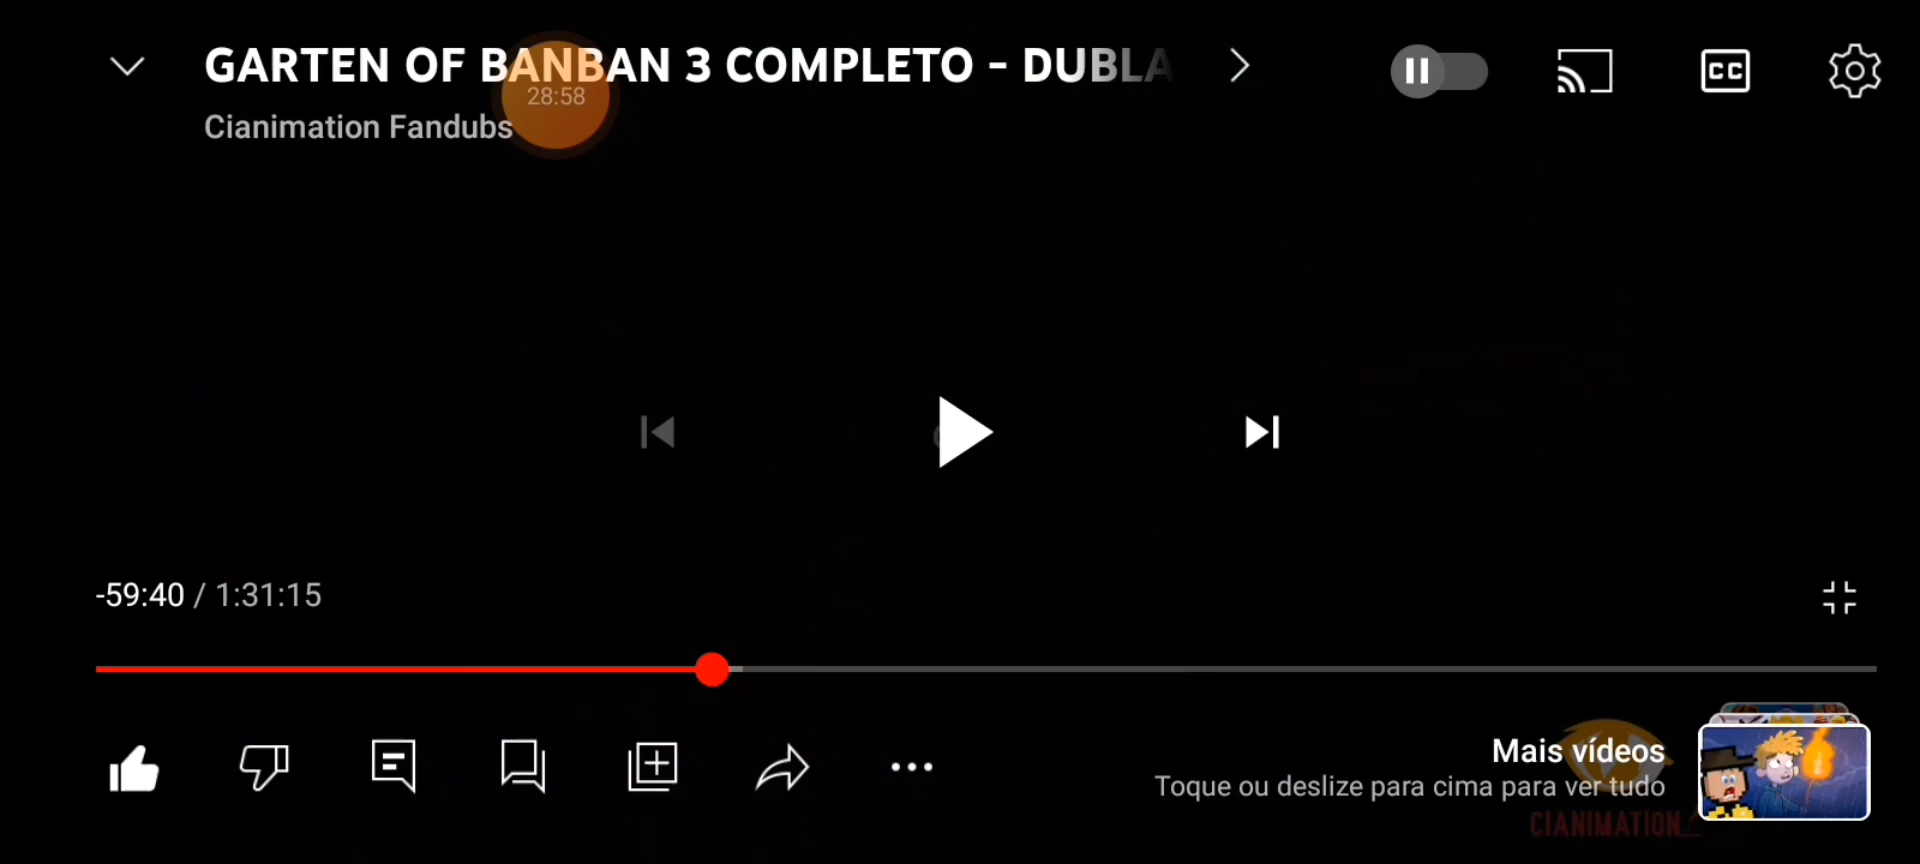 GARTEN OF BANBAN 3 COMPLETO - DUBLA
28:58
Cianimation Fandubs
CC
-59:40 / 1:31:15
Mais vídeos
Toque ou deslize para cima para ver tudo
CIANIMATION